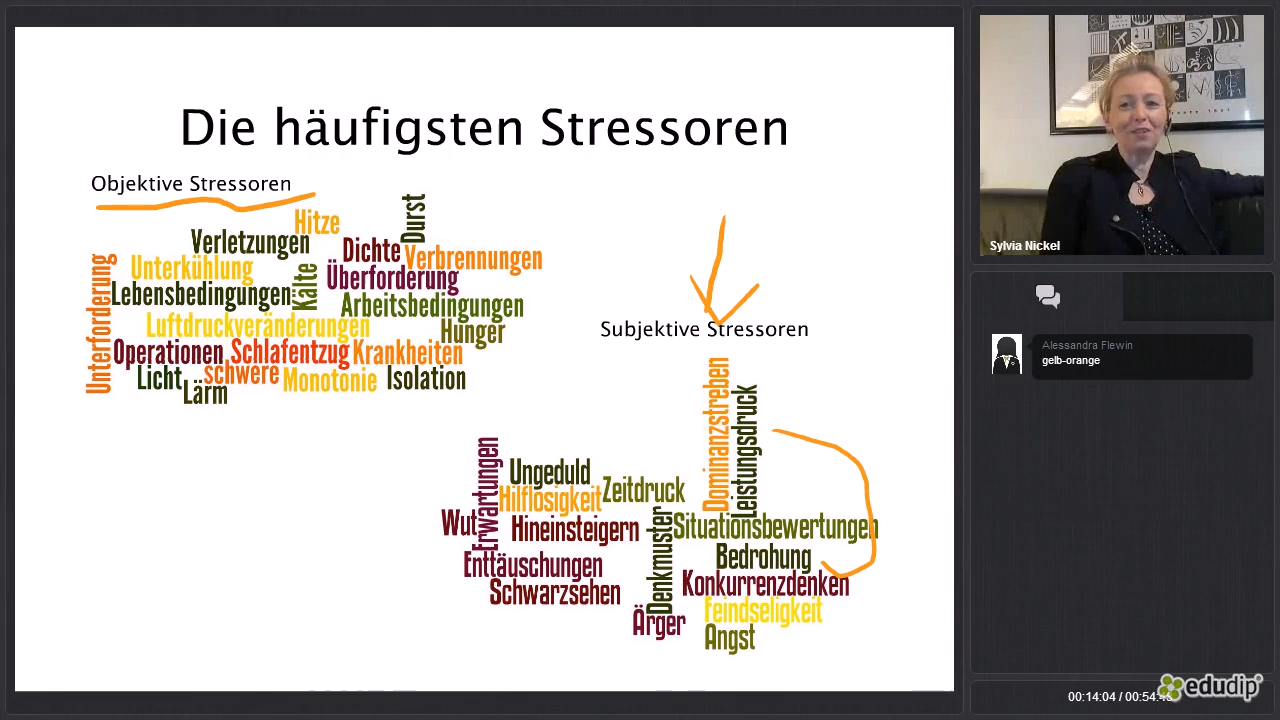 Die häufigsten Stressoren
Objektive Stressoren
Hitze
Durst
Verletzungen
Dichte
Verbrennungen
Unterkühlung
Kälte
Überforderung
Unterforderung
Lebensbedingungen
Arbeitsbedingungen
Luftdruckveränderungen
Hunger
Operationen
Schlafentzug
Krankheiten
Licht
schwere
Monotonie
Isolation
Lärm
Subjektive Stressoren
Dominanzstreben
Leistungsdruck
Erwartungen
Ungeduld
Hilflosigkeit
Zeitdruck
Wut
Hineinsteigern
Situationsbewertungen
Denkmuster
Bedrohung
Enttäuschungen
Schwarzsehen
Konkurrenzdenken
Feindseligkeit
Ärger
Angst
Sylvia Nickel
Alessandra Flewin
gelb-orange
00:14:04 / 00:54:
edudip